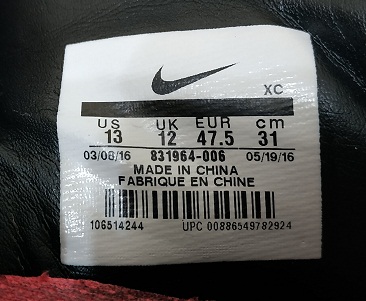 XC
US UK EUR cm
13 12 47.5 31
03/08/16 831964-006 05/19/16
MADE IN CHINA
FABRIQUE EN CHINE
106514244 UPC 00886549782924